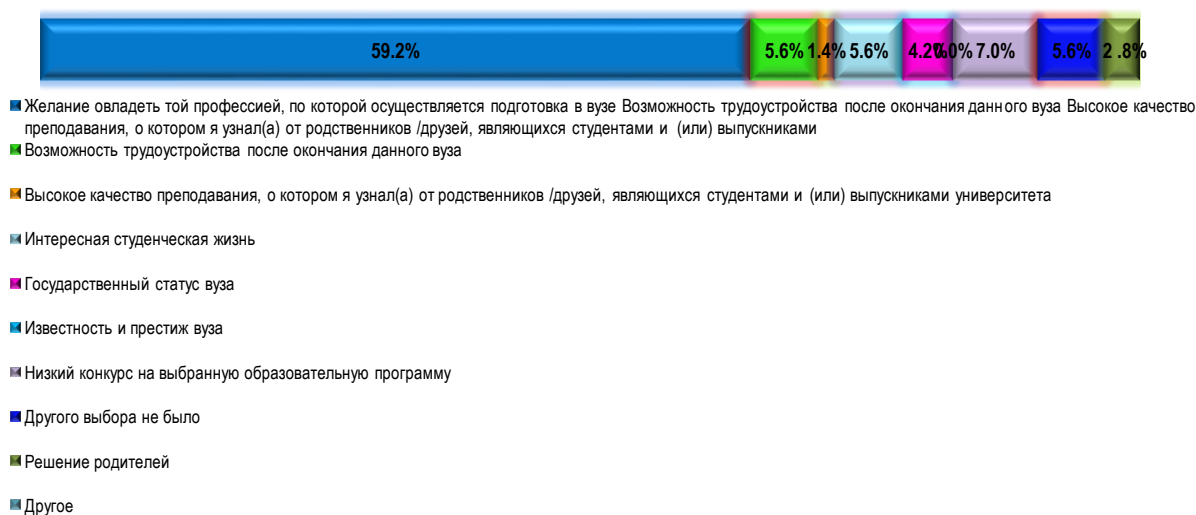 59.2% 5.6% 1.4% 5.6% 4.2% 0.0% 7.0% 5.6% 2.8%
Желание овладеть той профессией, по которой осуществляется подготовка в вузе Возможность трудоустройства после окончания данного вуза Высокое качество
преподавания, о котором я узнал(а) от родственников /друзей, являющихся студентами и (или) выпускниками
Возможность трудоустройства после окончания данного вуза
Высокое качество преподавания, о котором я узнал(а) от родственников /друзей, являющихся студентами и (или) выпускниками университета
Интересная студенческая жизнь
Государственный статус вуза
Известность и престиж вуза
Низкий конкурс на выбранную образовательную программу
Другого выбора не было
Решение родителей
Другое